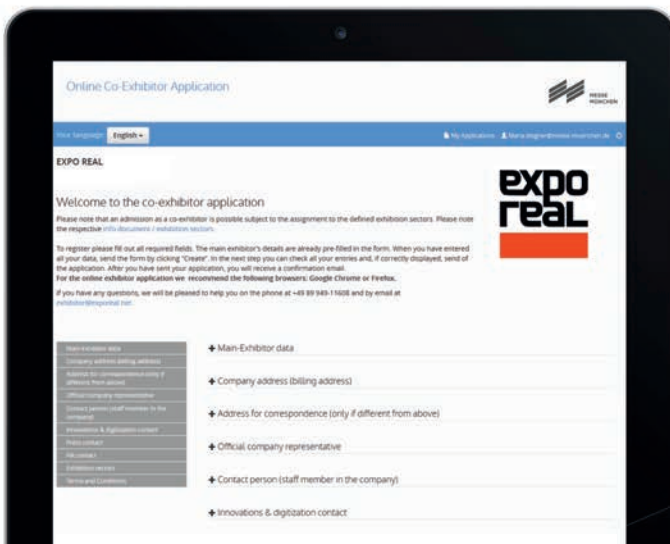 Online Co-Exhibitor Application
MESSE
MÜNCHEN
Your language: English
My Applications
EXPO REAL
expo
real
Welcome to the co-exhibitor application
Please note that an admission as a co-exhibitor is possible subject to the assignment to the defined exhibition sectors. Please note
the respective info document / exhibition sectors.
To register please fill out all required fields. The main exhibitor's details are already pre-filled in the form. When you have entered
all your data, send the form by clicking "Create". In the next step you can check all your entries and, if correctly displayed, send of
the application. After you have sent your application, you will receive a confirmation email.
For the online exhibitor application we recommend the following browsers: Google Chrome or Firefox.
If you have any questions, we will be pleased to help you on the phone at +49 89 949-11608 and by email at
exhibitor@exporeal.net.
Main-Exhibitor data
Company address (billing address)
Address for correspondence (only if
different from above)
Official company representative
Contact person (staff member in the
company)
Innovations & digitization contact
Press contact
Exhibition sectors
Terms and Conditions
+ Main-Exhibitor data
+ Company address (billing address)
+ Address for correspondence (only if different from above)
+ Official company representative
+ Contact person (staff member in the company)
+ Innovations & digitization contact